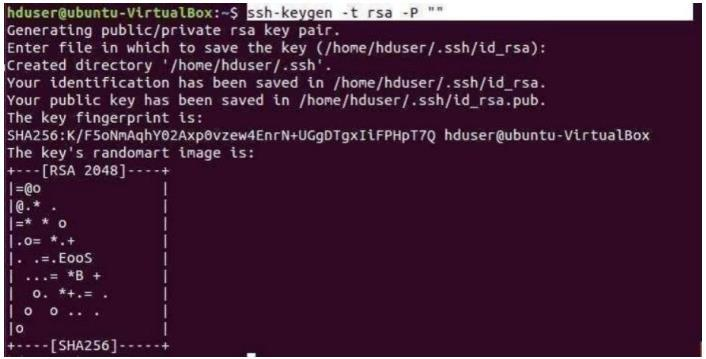 hduser@ubuntu-VirtualBox:~$ ssh-keygen -t rsa -P ""
Generating public/private rsa key pair.
Enter file in which to save the key (/home/hduser/.ssh/id_rsa):
Created directory '/home/hduser/.ssh'.
Your identification has been saved in /home/hduser/.ssh/id_rsa.
Your public key has been saved in /home/hduser/.ssh/id_rsa.pub.
The key fingerprint is:
SHA256:K/F5oNmAqhY02Axp0vzew4EnrN+UGgDTgxIiFPHpT7Q hduser@ubuntu-VirtualBox
The key's randomart image is:
+---[RSA 2048]----+
|=@o              |
|@.* .            |
|=* * o           |
|.o= *.+          |
|. .=.EooS        |
| ...= *B +       |
|  o. *+.= .      |
| o  o .. .       |
|o                |
+----[SHA256]-----+